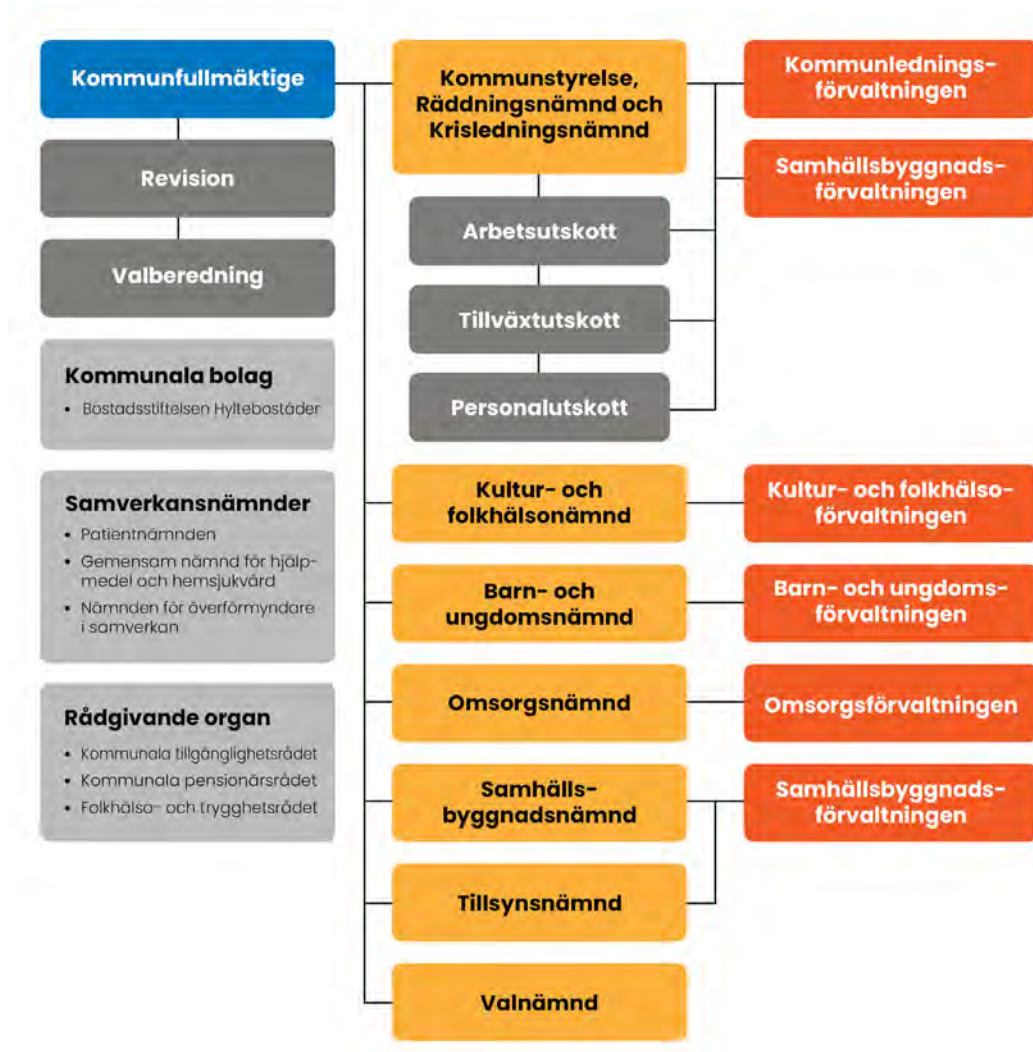 Kommunfullmäktige
Revision
Valberedning
Kommunala bolag
• Bostadsstiftelsen Hyltebostäder
Samverkansnämnder
• Patientnämnden
• Gemensam nämnd för hjälp-
medel och hemsjukvård
• Nämnden för överförmyndare
i samverkan
Rådgivande organ
• Kommunala tillgänglighetsrådet
• Kommunala pensionärsrådet
• Folkhälso- och trygghetsrådet
Kommunstyrelse,
Räddningsnämnd och
Krisledningsnämnd
Arbetsutskott
Tillväxtutskott
Personalutskott
Kultur- och
folkhälsonämnd
Barn- och
ungdomsnämnd
Omsorgsnämnd
Samhälls-
byggnadsnämnd
Tillsynsnämnd
Valnämnd
Kommunlednings-
förvaltningen
Samhällsbyggnads-
förvaltningen
Kultur- och folkhälso-
förvaltningen
Barn- och ungdoms-
förvaltningen
Omsorgsförvaltningen
Samhällsbyggnads-
förvaltningen